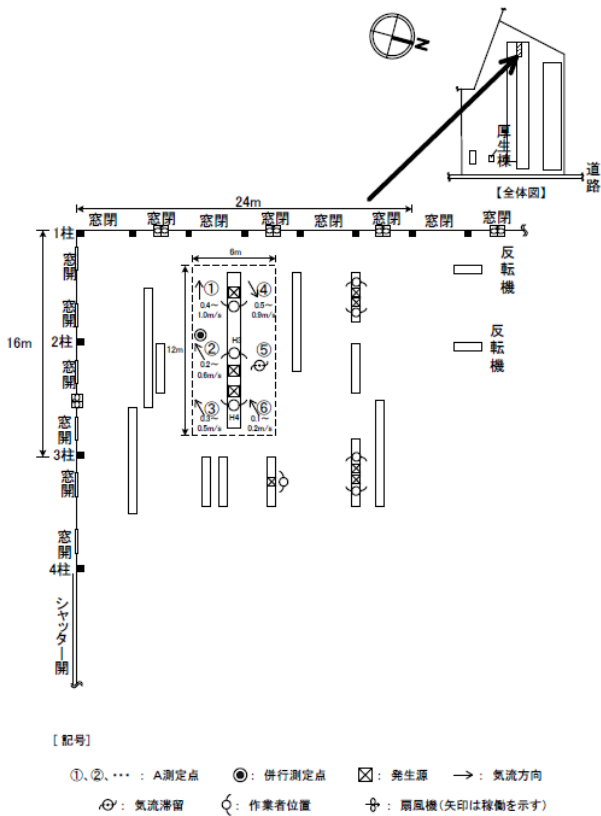 N
厚生棟
道路
【全体図】
24m
窓閉 窓閉 窓閉 窓閉 窓閉 窓閉 窓閉 窓閉
1柱
窓開
窓開
16m
2柱
窓開
窓開
3柱
窓開
窓開
4柱
シャッター開
6m
12m
① ④
0.4～
1.0m/s
0.5～
0.9m/s
H3
② ⑤
0.2～
0.6m/s
③ ⑥
0.3～
0.5m/s
H4
0.1～
0.2m/s
反転機
反転機
[ 記号]
①、②、・・・ : A測定点 : 併行測定点 : 発生源 : 気流方向
: 気流滞留 : 作業者位置 : 扇風機(矢印は稼働を示す)